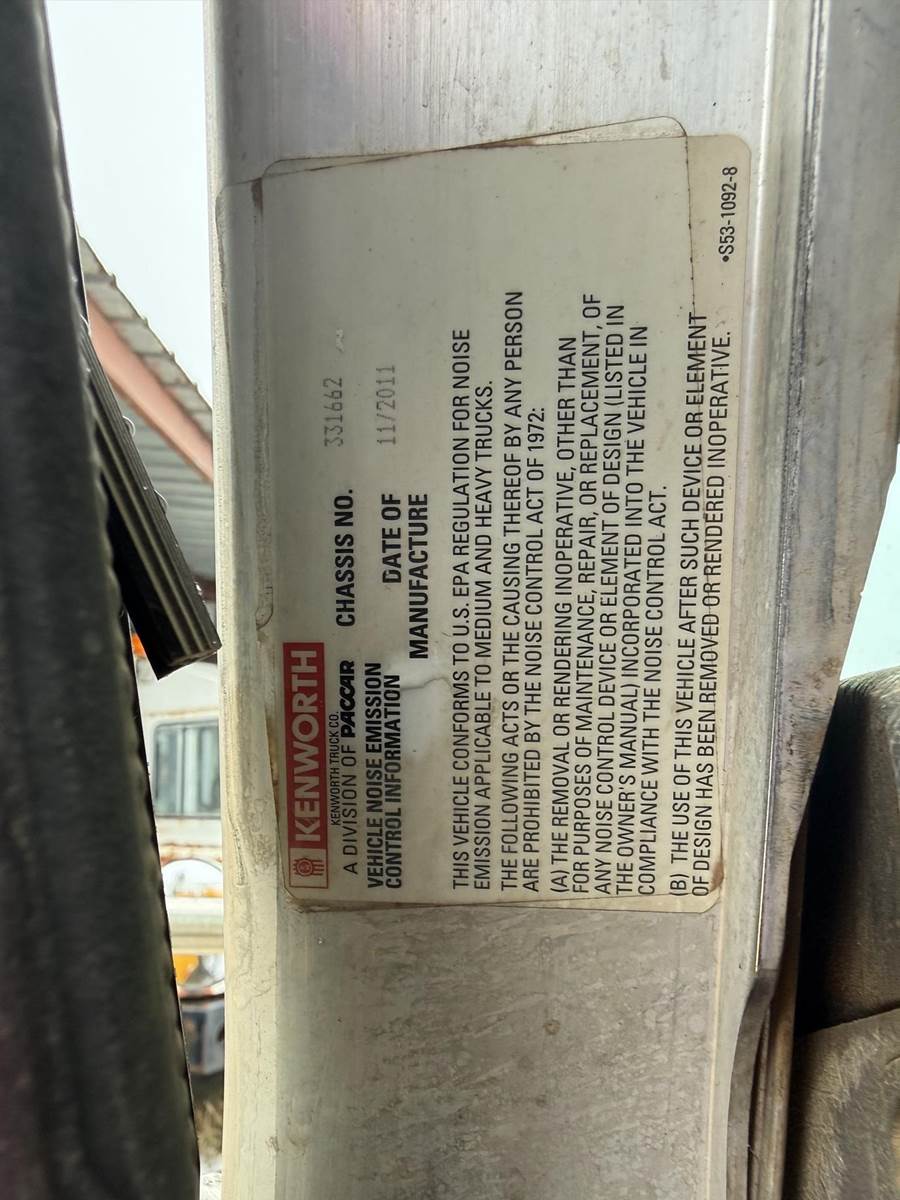 KENWORTH
KENWORTH TRUCK CO.
A DIVISION OF PACCAR
CHASSIS NO. 331662
VEHICLE NOISE EMISSION
CONTROL INFORMATION
DATE OF
MANUFACTURE 11/2011
THIS VEHICLE CONFORMS TO U.S. EPA REGULATION FOR NOISE
EMISSION APPLICABLE TO MEDIUM AND HEAVY TRUCKS.
THE FOLLOWING ACTS OR THE CAUSING THEREOF BY ANY PERSON
ARE PROHIBITED BY THE NOISE CONTROL ACT OF 1972:
(A) THE REMOVAL OR RENDERING INOPERATIVE, OTHER THAN
FOR PURPOSES OF MAINTENANCE, REPAIR, OR REPLACEMENT, OF
ANY NOISE CONTROL DEVICE OR ELEMENT OF DESIGN (LISTED IN
THE OWNER'S MANUAL) INCORPORATED INTO THE VEHICLE IN
COMPLIANCE WITH THE NOISE CONTROL ACT.
(B) THE USE OF THIS VEHICLE AFTER SUCH DEVICE OR ELEMENT
OF DESIGN HAS BEEN REMOVED OR RENDERED INOPERATIVE.
•S53-1092-8